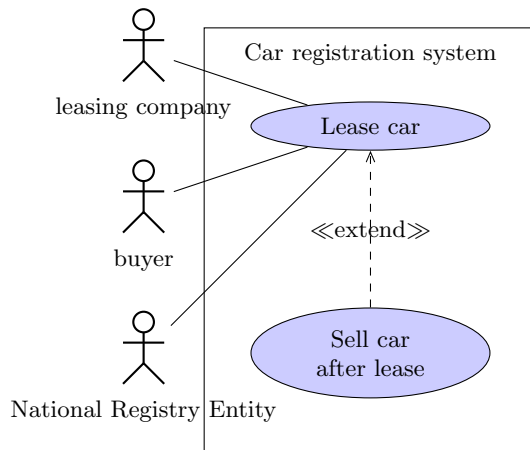 Car registration system
leasing company
Lease car
buyer
≪extend≫
Sell car
after lease
National Registry Entity